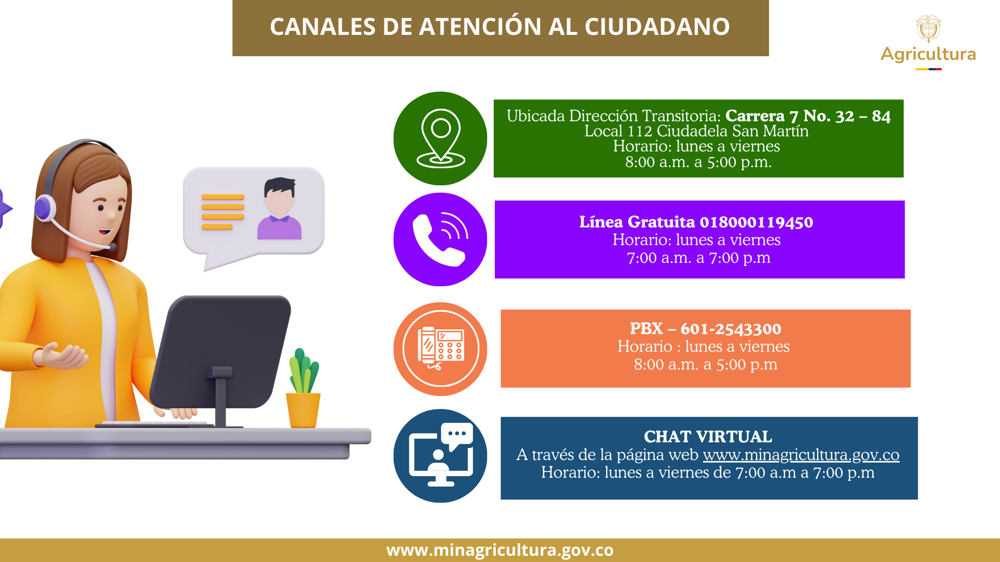 CANALES DE ATENCIÓN AL CIUDADANO
Agricultura
Ubicada Dirección Transitoria: Carrera 7 No. 32 – 84
Local 112 Ciudadela San Martín
Horario: lunes a viernes
8:00 a.m. a 5:00 p.m.
Línea Gratuita 018000119450
Horario: lunes a viernes
7:00 a.m. a 7:00 p.m
PBX – 601-2543300
Horario : lunes a viernes
8:00 a.m. a 5:00 p.m
CHAT VIRTUAL
A través de la página web www.minagricultura.gov.co
Horario: lunes a viernes de 7:00 a.m a 7:00 p.m
www.minagricultura.gov.co